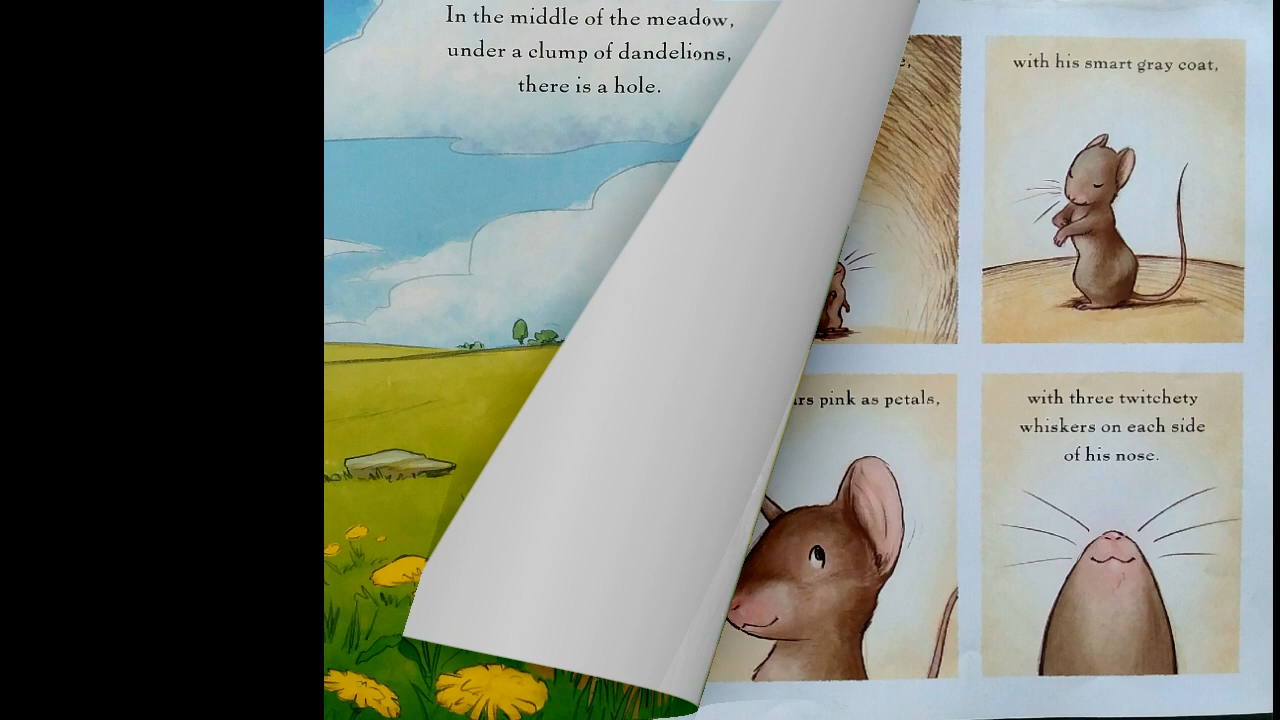 In the middle of the meadow,
under a clump of dandelions,
there is a hole.
with his smart gray coat,
pink as petals,
with three twitchety
whiskers on each side
of his nose.